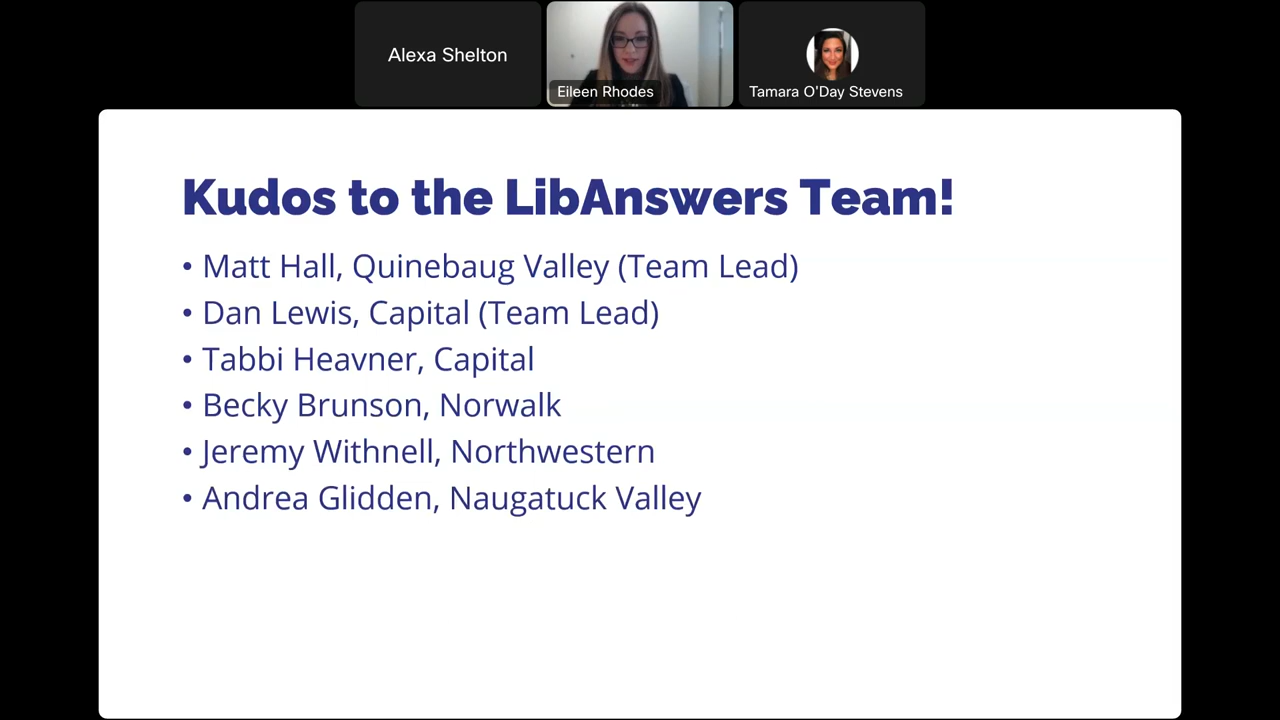 Alexa Shelton
Eileen Rhodes
Tamara O'Day Stevens
Kudos to the LibAnswers Team!
• Matt Hall, Quinebaug Valley (Team Lead)
• Dan Lewis, Capital (Team Lead)
• Tabbi Heavner, Capital
• Becky Brunson, Norwalk
• Jeremy Withnell, Northwestern
• Andrea Glidden, Naugatuck Valley